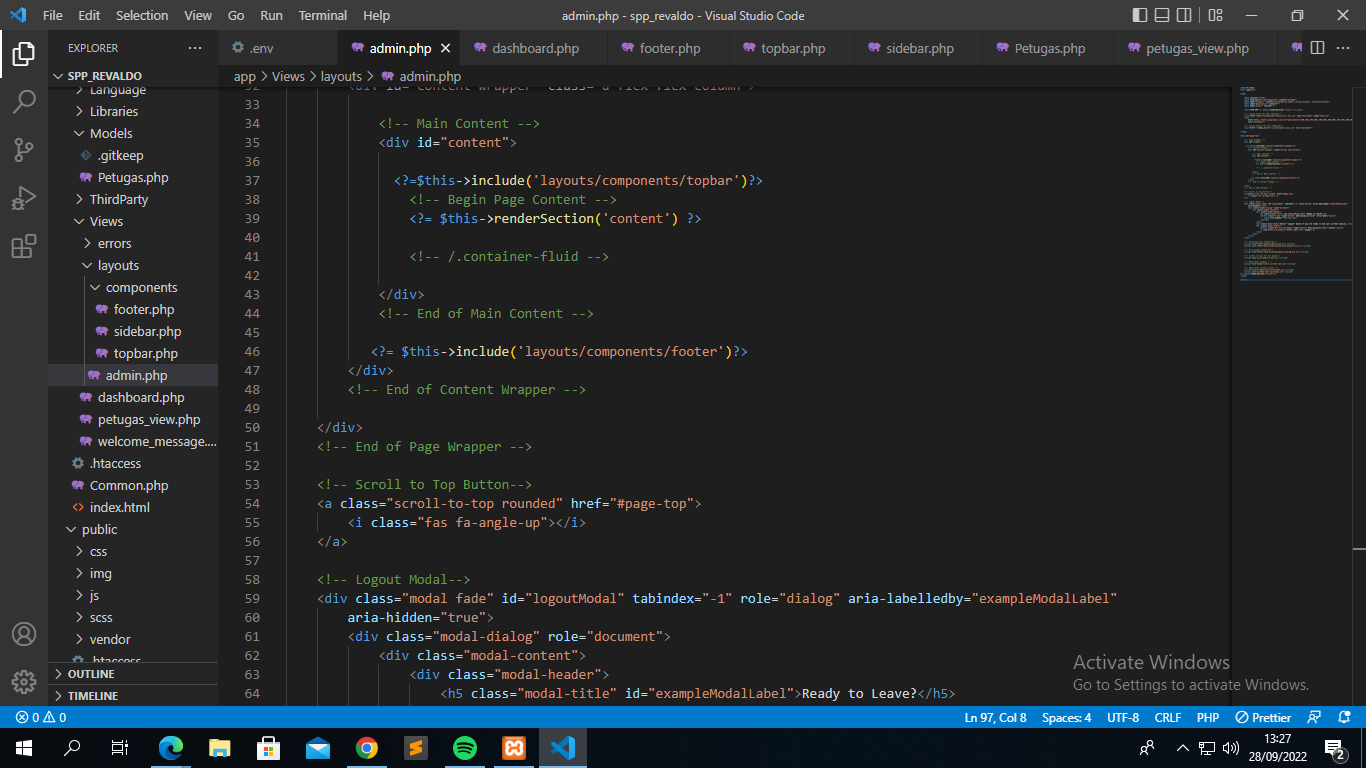 File Edit Selection View Go Run Terminal Help admin.php - spp_revaldo - Visual Studio Code
EXPLORER ···
.env admin.php dashboard.php footer.php topbar.php sidebar.php Petugas.php petugas_view.php ···
app > Views > layouts > admin.php
SPP_REVALDO
Language
Libraries
Models
.gitkeep
Petugas.php
ThirdParty
Views
errors
layouts
components
footer.php
sidebar.php
topbar.php
admin.php
dashboard.php
petugas_view.php
welcome_message....
.htaccess
Common.php
index.html
public
css
img
js
scss
vendor
.htaccess
OUTLINE
TIMELINE
32 <div id="content-wrapper" class="d-flex flex-column">
33
34 <!-- Main Content -->
35 <div id="content">
36
37 <?=$this->include('layouts/components/topbar')?>
38 <!-- Begin Page Content -->
39 <?= $this->renderSection('content') ?>
40
41 <!-- /.container-fluid -->
42
43 </div>
44 <!-- End of Main Content -->
45
46 <?= $this->include('layouts/components/footer')?>
47 </div>
48 <!-- End of Content Wrapper -->
49
50 </div>
51 <!-- End of Page Wrapper -->
52
53 <!-- Scroll to Top Button-->
54 <a class="scroll-to-top rounded" href="#page-top">
55 <i class="fas fa-angle-up"></i>
56 </a>
57
58 <!-- Logout Modal-->
59 <div class="modal fade" id="logoutModal" tabindex="-1" role="dialog" aria-labelledby="exampleModalLabel"
60 aria-hidden="true">
61 <div class="modal-dialog" role="document">
62 <div class="modal-content">
63 <div class="modal-header">
64 <h5 class="modal-title" id="exampleModalLabel">Ready to Leave?</h5>
Activate Windows
Go to Settings to activate Windows.
0 0 Ln 97, Col 8 Spaces: 4 UTF-8 CRLF PHP Prettier
13:27
28/09/2022
2